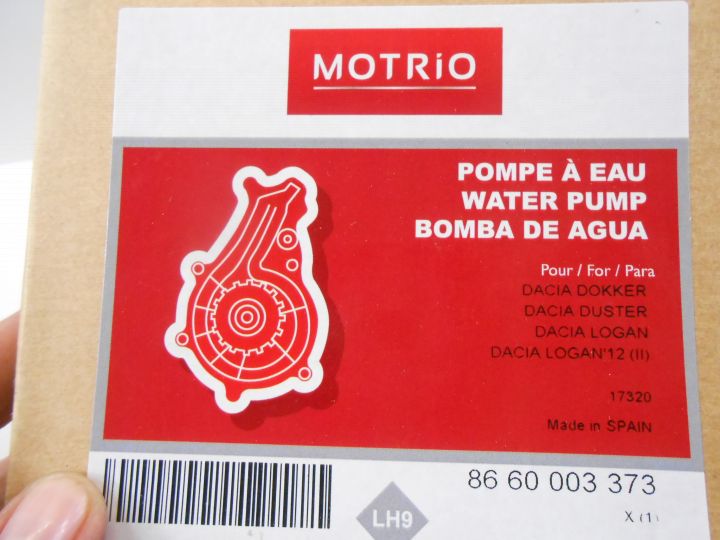 MOTRiO
POMPE À EAU
WATER PUMP
BOMBA DE AGUA
Pour / For / Para
DACIA DOKKER
DACIA DUSTER
DACIA LOGAN
DACIA LOGAN'12 (II)
17320
Made in SPAIN
86 60 003 373
LH9
X (1)